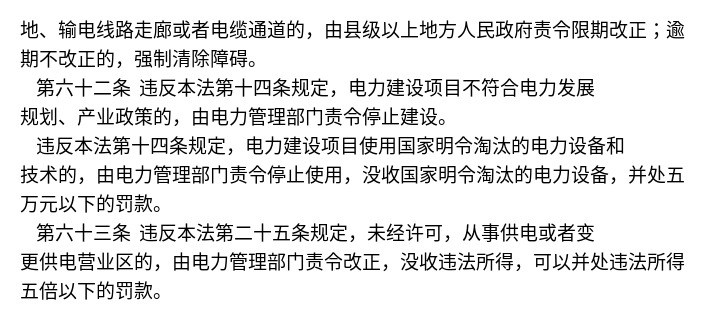 地、输电线路走廊或者电缆通道的，由县级以上地方人民政府责令限期改正；逾
期不改正的，强制清除障碍。
第六十二条 违反本法第十四条规定，电力建设项目不符合电力发展
规划、产业政策的，由电力管理部门责令停止建设。
违反本法第十四条规定，电力建设项目使用国家明令淘汰的电力设备和
技术的，由电力管理部门责令停止使用，没收国家明令淘汰的电力设备，并处五
万元以下的罚款。
第六十三条 违反本法第二十五条规定，未经许可，从事供电或者变
更供电营业区的，由电力管理部门责令改正，没收违法所得，可以并处违法所得
五倍以下的罚款。